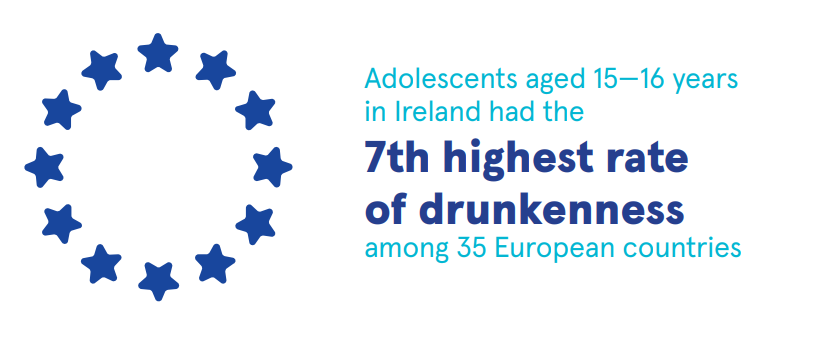 Adolescents aged 15—16 years
in Ireland had the
7th highest rate
of drunkenness
among 35 European countries